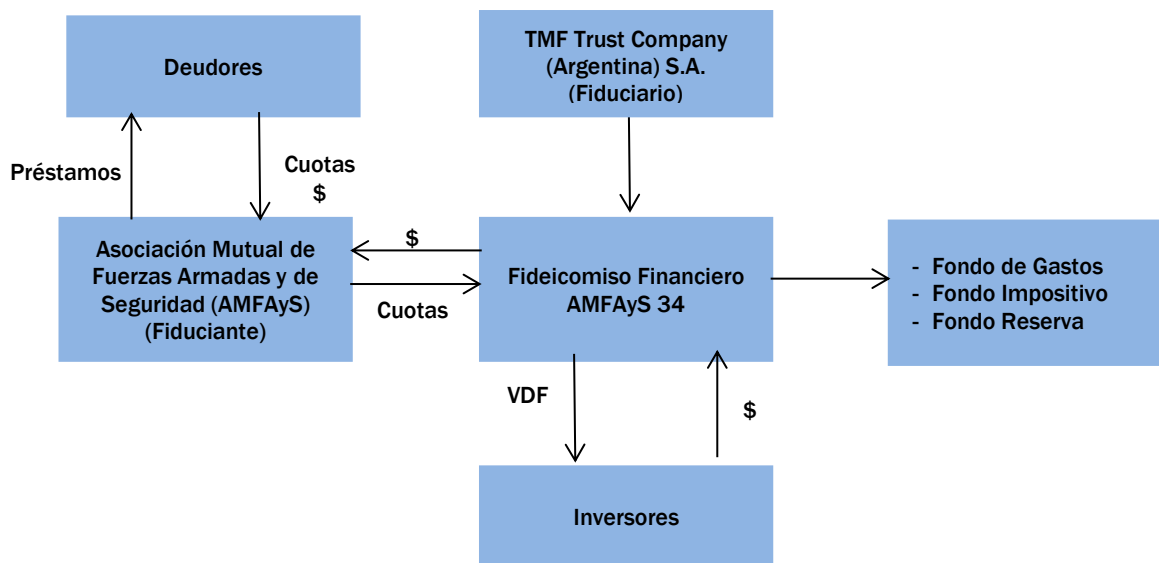 Deudores
TMF Trust Company
(Argentina) S.A.
(Fiduciario)
Préstamos
Cuotas
$
Asociación Mutual de
Fuerzas Armadas y de
Seguridad (AMFAyS)
(Fiduciante)
$
Cuotas
Fideicomiso Financiero
AMFAyS 34
- Fondo de Gastos
- Fondo Impositivo
- Fondo Reserva
VDF
$
Inversores